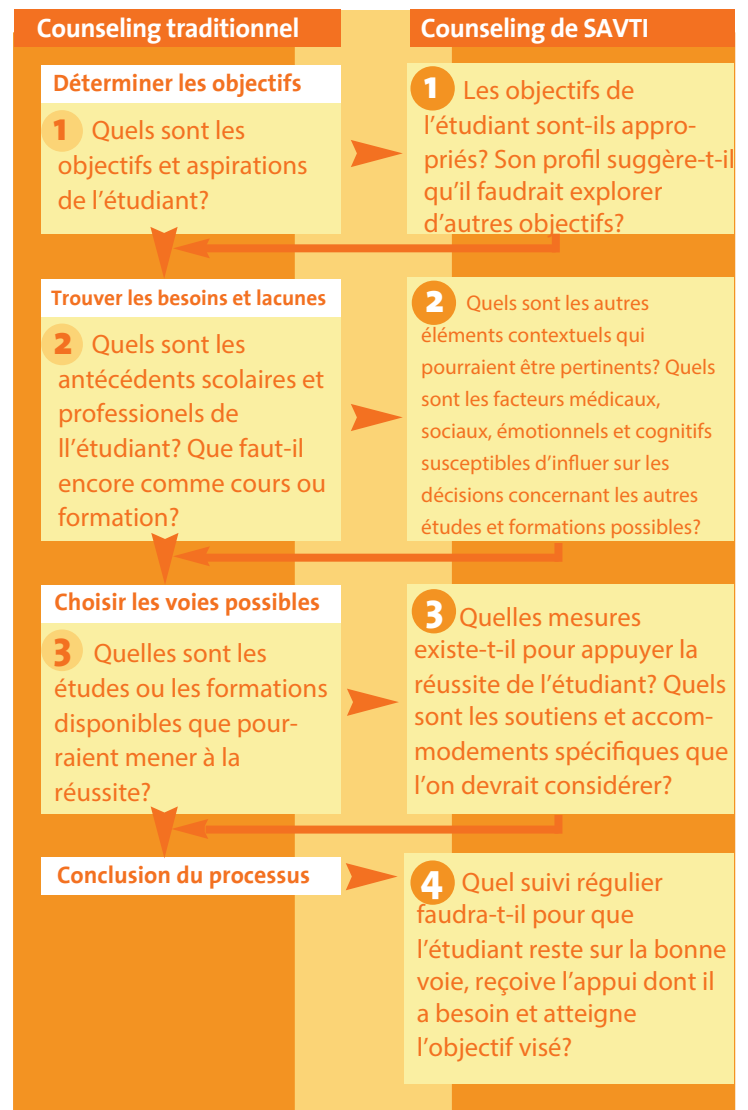 Counseling traditionnel
Counseling de SAVTI
Déterminer les objectifs
1 Quels sont les
objectifs et aspirations
de l’étudiant?
1 Les objectifs de
l’étudiant sont-ils appro-
priés? Son profil suggère-t-il
qu’il faudrait explorer
d’autres objectifs?
Trouver les besoins et lacunes
2 Quels sont les
antécédents scolaires et
professionels de
ll’étudiant? Que faut-il
encore comme cours ou
formation?
2 Quels sont les autres
éléments contextuels qui
pourraient être pertinents? Quels
sont les facteurs médicaux,
sociaux, émotionnels et cognitifs
susceptibles d’influer sur les
décisions concernant les autres
études et formations possibles?
Choisir les voies possibles
3 Quelles sont les
études ou les formations
disponibles que pour-
raient mener à la
réussite?
3 Quelles mesures
existe-t-il pour appuyer la
réussite de l’étudiant? Quels
sont les soutiens et accom-
modements spécifiques que
l’on devrait considérer?
Conclusion du processus
4 Quel suivi régulier
faudra-t-il pour que
l’étudiant reste sur la bonne
voie, reçoive l’appui dont il
a besoin et atteigne
l’objectif visé?